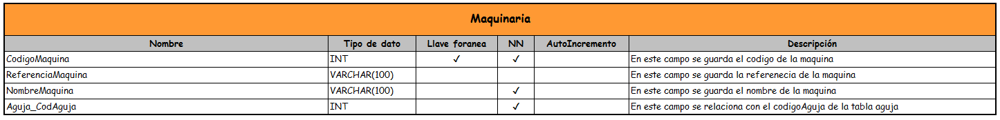 Maquinaria
Nombre Tipo de dato Llave foranea NN AutoIncremento Descripción
CodigoMaquina INT ✓ ✓ En este campo se guarda el codigo de la maquina
ReferenciaMaquina VARCHAR(100) En este campo se guarda la referenecia de la maquina
NombreMaquina VARCHAR(100) ✓ En este campo se guarda el nombre de la maquina
Aguja_CodAguja INT ✓ En este campo se relaciona con el codigoAguja de la tabla aguja